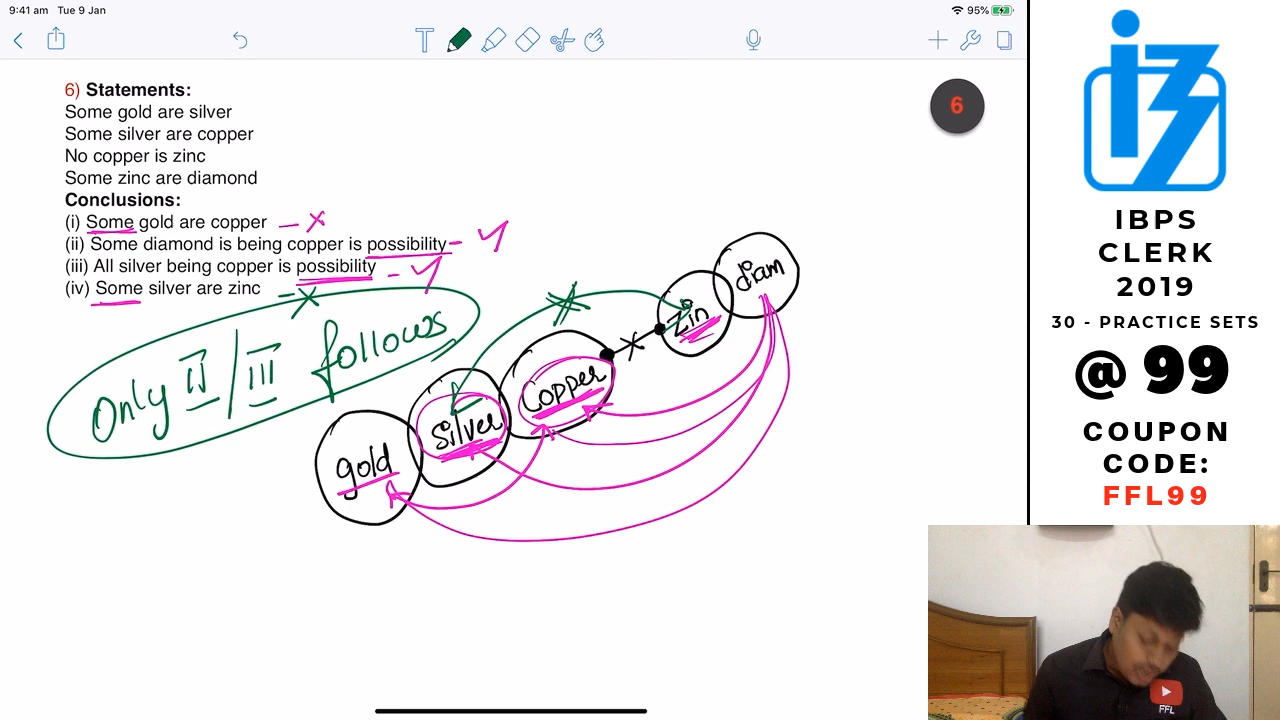 9:41 am Tue 9 Jan
95%
T
6) Statements:
Some gold are silver
Some silver are copper
No copper is zinc
Some zinc are diamond
Conclusions:
(i) Some gold are copper - x
(ii) Some diamond is being copper is possibility -
(iii) All silver being copper is possibility -
(iv) Some silver are zinc - x
6
Only II/III follows
gold
Silver
Copper
Zin
diam
IBPS
CLERK
2019
30 - PRACTICE SETS
@ 99
COUPON
CODE:
FFL99
FFL